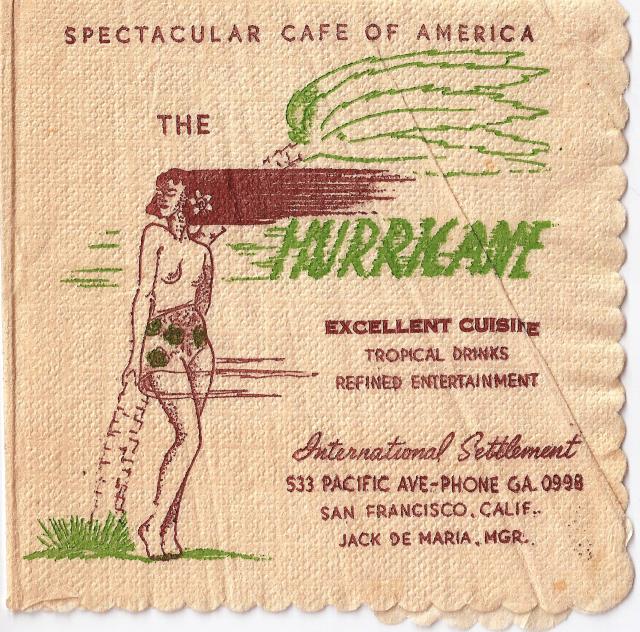 SPECTACULAR CAFE OF AMERICA
THE
HURRICANE
EXCELLENT CUISINE
TROPICAL DRINKS
REFINED ENTERTAINMENT
International Settlement
533 PACIFIC AVE-PHONE GA. 0998
SAN FRANCISCO, CALIF.
JACK DE MARIA, MGR.